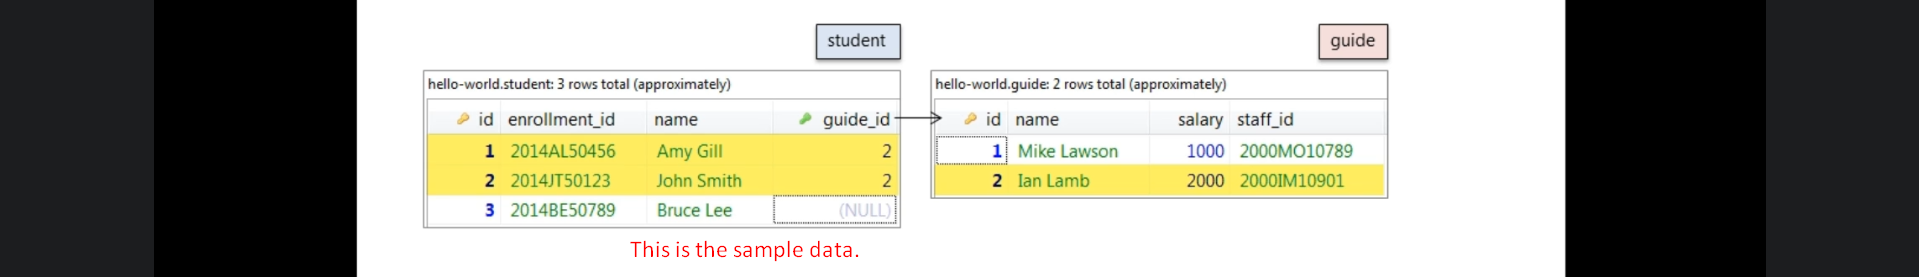 student
guide
hello-world.student: 3 rows total (approximately)
id enrollment_id name guide_id
1 2014AL50456 Amy Gill 2
2 2014JT50123 John Smith 2
3 2014BE50789 Bruce Lee (NULL)
hello-world.guide: 2 rows total (approximately)
id name salary staff_id
1 Mike Lawson 1000 2000MO10789
2 Ian Lamb 2000 2000IM10901
This is the sample data.